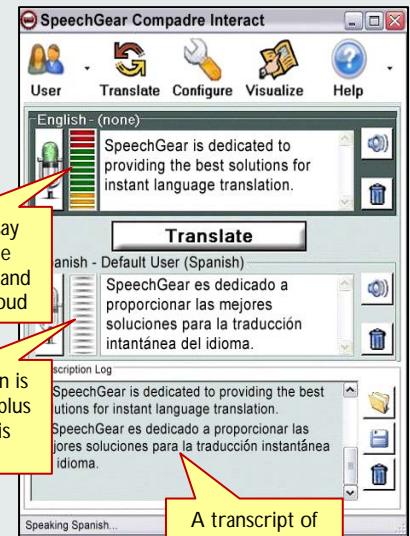 SpeechGear Compadre Interact
User Translate Configure Visualize Help
English - (none)
SpeechGear is dedicated to
providing the best solutions for
instant language translation.
ay
e
and
oud
Translate
anish - Default User (Spanish)
SpeechGear es dedicado a
proporcionar las mejores
soluciones para la traducción
intantánea del idioma.
n is
plus
is
scription Log
SpeechGear is dedicated to providing the best
utions for instant language translation.
SpeechGear es dedicado a proporcionar las
jores soluciones para la traducción instantánea
idioma.
A transcript of
Speaking Spanish...